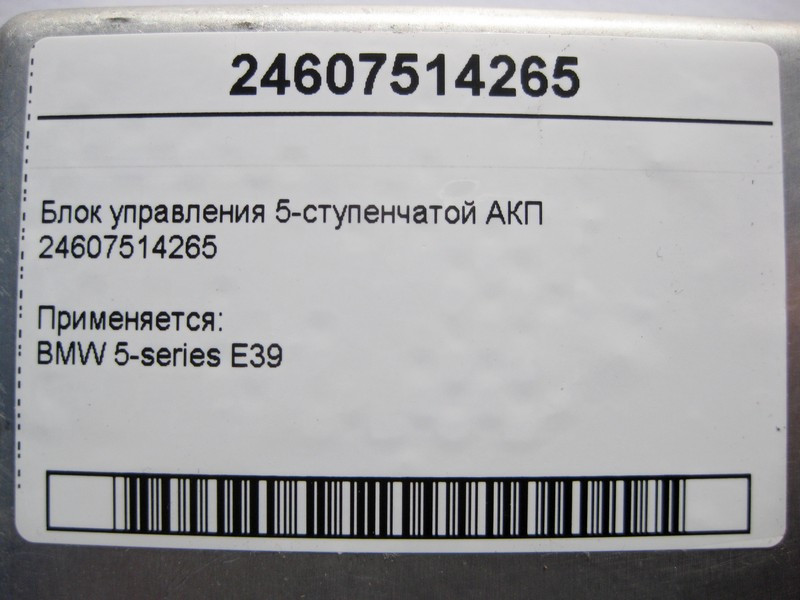 24607514265
Блок управления 5-ступенчатой АКП
24607514265
Применяется:
BMW 5-series E39